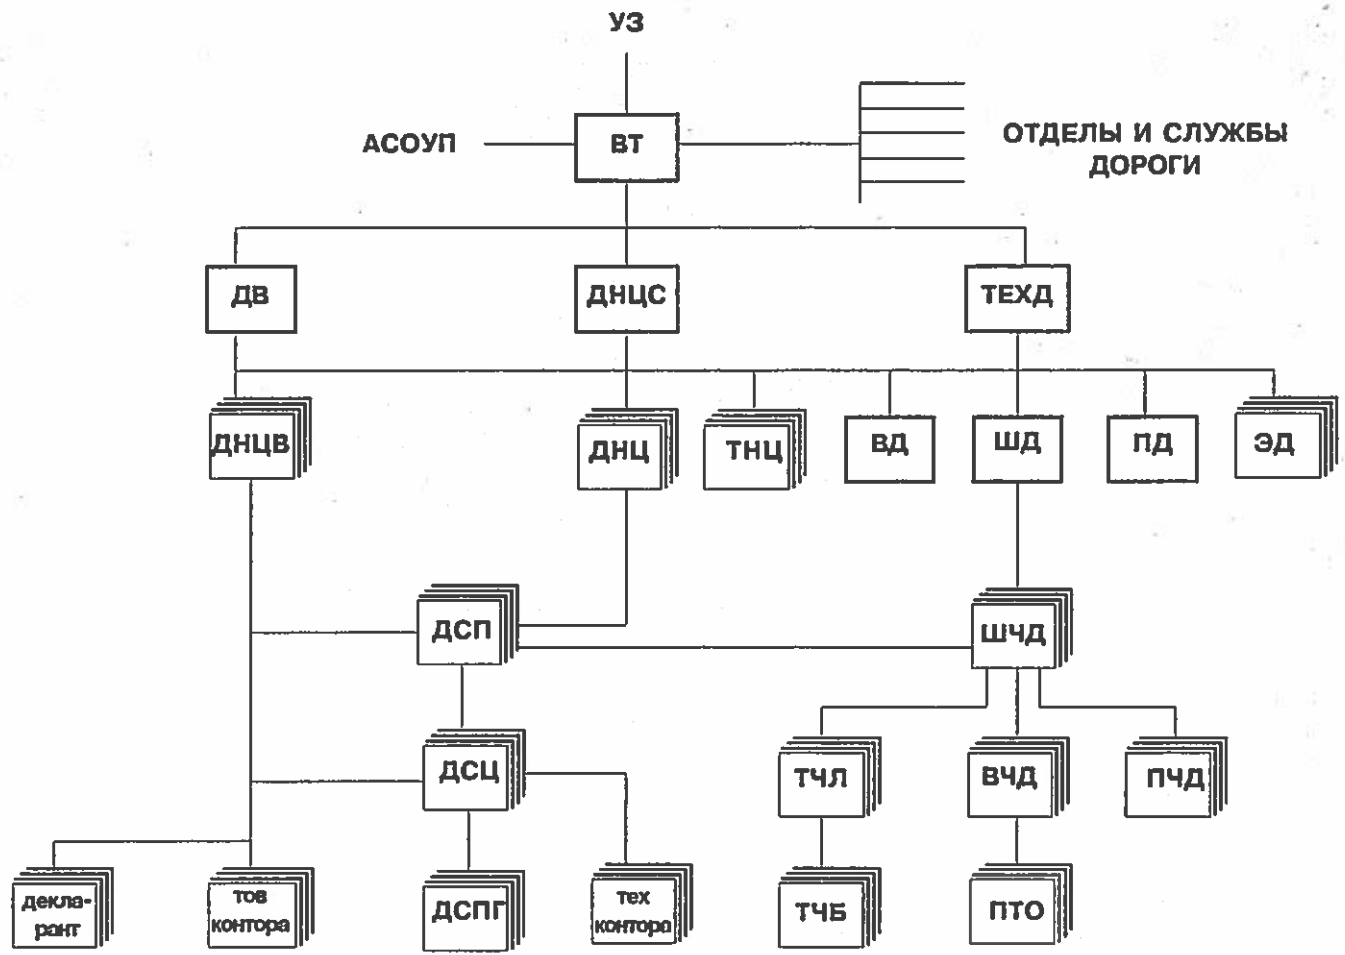 УЗ
АСОУП
ВТ
ОТДЕЛЫ И СЛУЖБЫ
ДОРОГИ
ДВ
ДНЦС
ТЕХД
ДНЦВ
ДНЦ
ТНЦ
ВД
ШД
ПД
ЭД
ДСП
ШЧД
ДСЦ
ТЧЛ
ВЧД
ПЧД
декла-
рант
тов
контора
ДСПГ
тех
контора
ТЧБ
ПТО